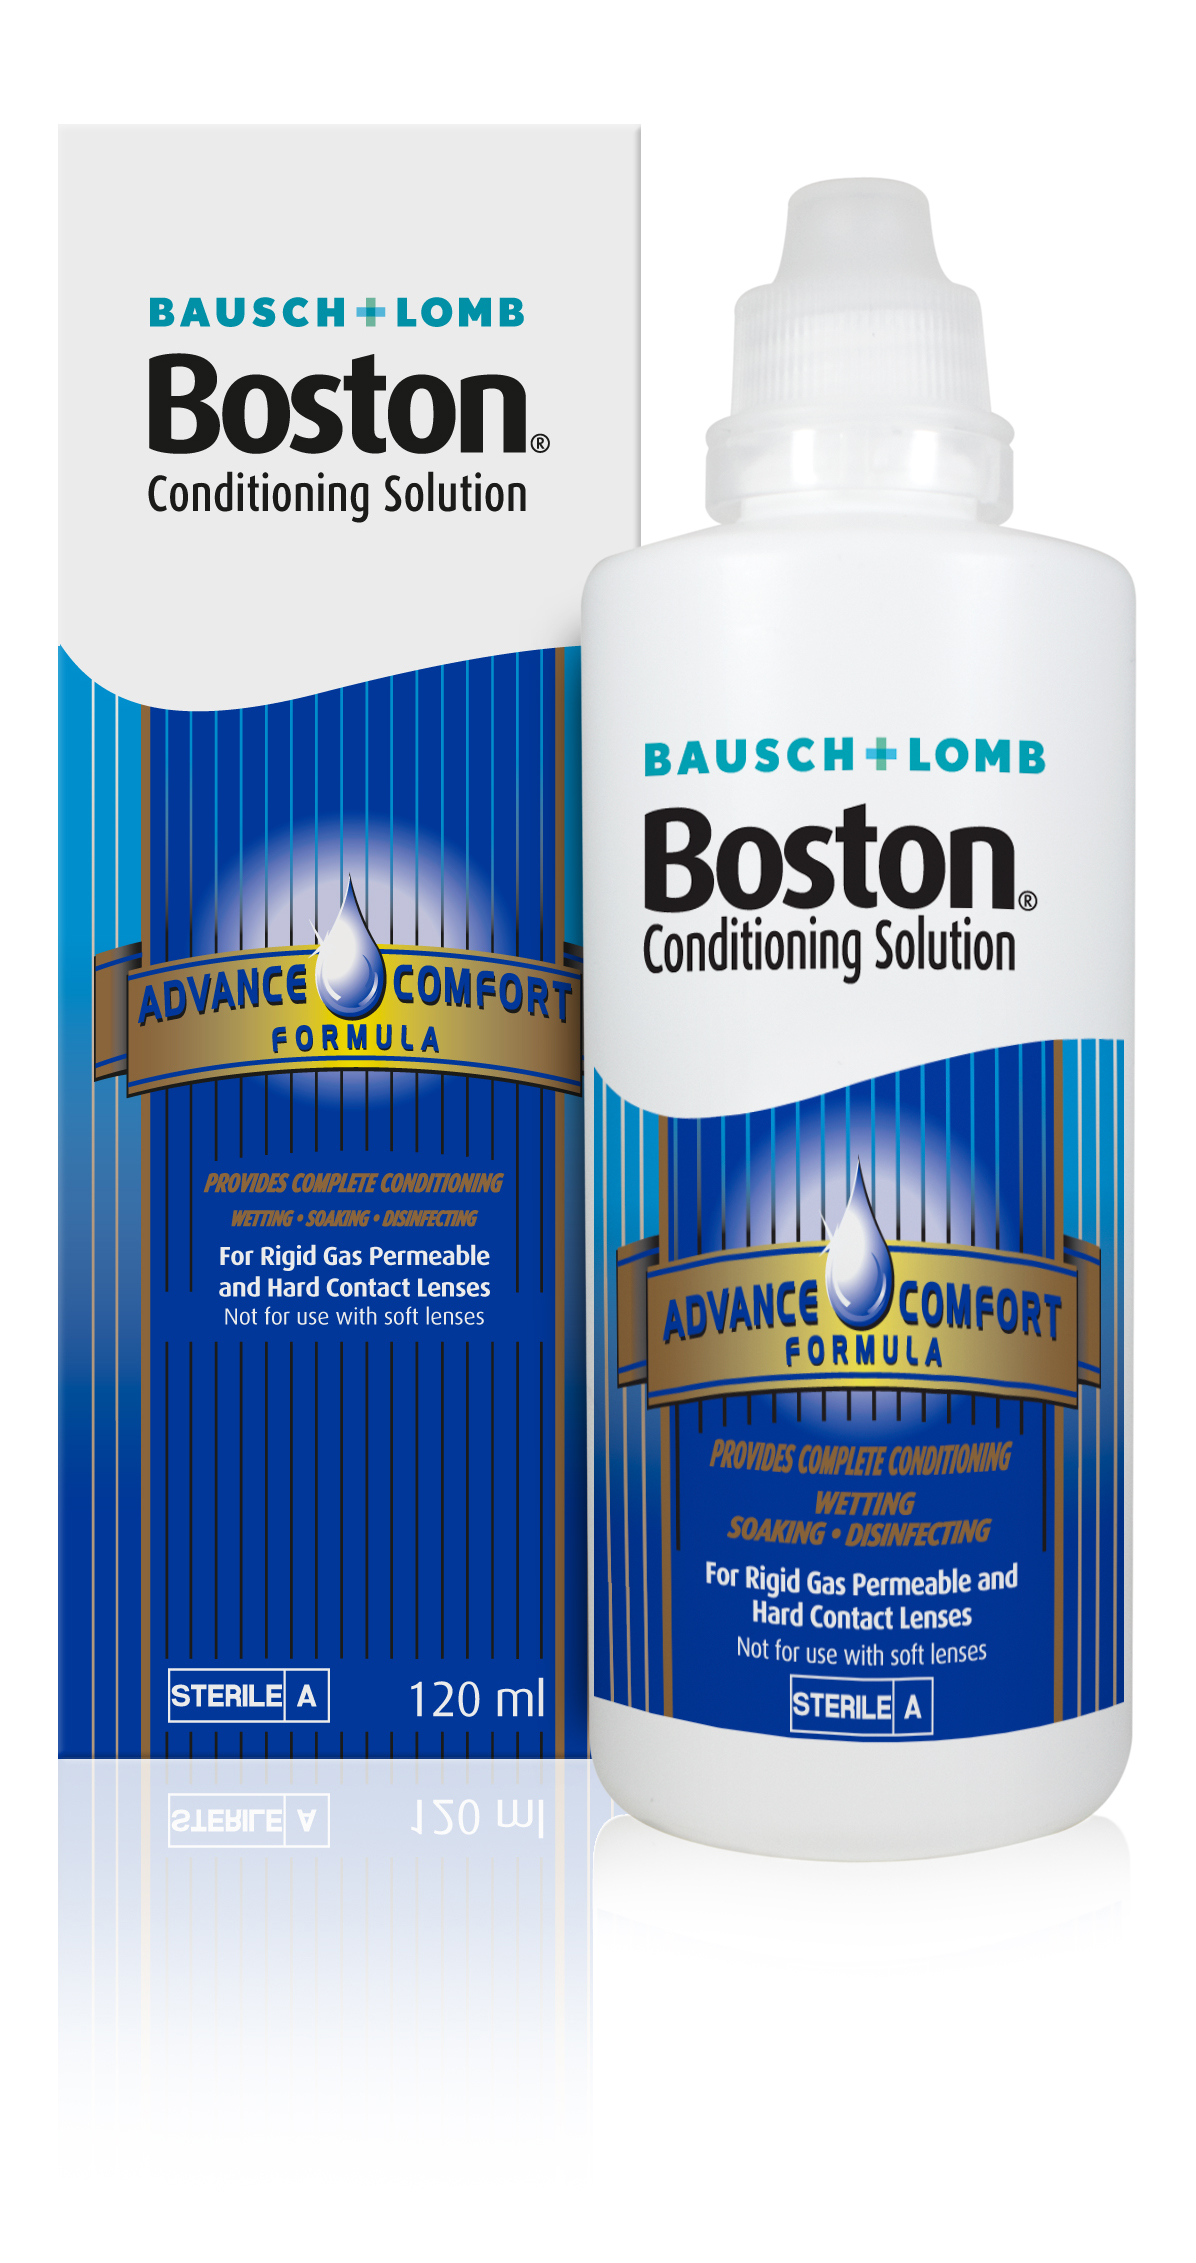 BAUSCH + LOMB
Boston®
Conditioning Solution
ADVANCE COMFORT
FORMULA
PROVIDES COMPLETE CONDITIONING
WETTING • SOAKING • DISINFECTING
For Rigid Gas Permeable
and Hard Contact Lenses
Not for use with soft lenses
STERILE A
120 ml
BAUSCH + LOMB
Boston®
Conditioning Solution
ADVANCE COMFORT
FORMULA
PROVIDES COMPLETE CONDITIONING
WETTING
SOAKING • DISINFECTING
For Rigid Gas Permeable and
Hard Contact Lenses
Not for use with soft lenses
STERILE A